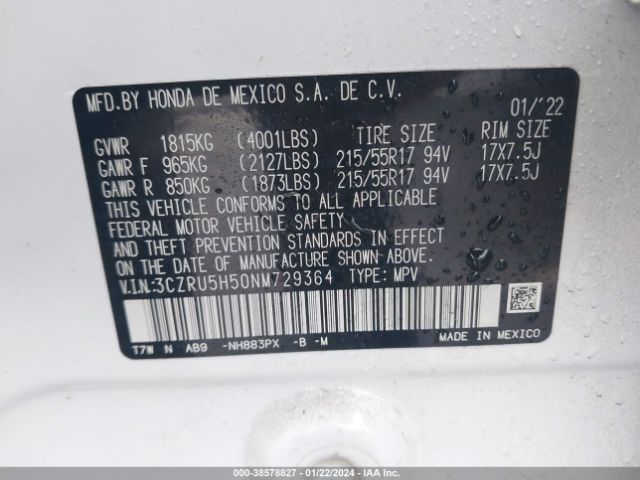 MFD.BY HONDA DE MEXICO S.A. DE C.V.
01/'22
GVWR 1815KG (4001LBS) TIRE SIZE RIM SIZE
GAWR F 965KG (2127LBS) 215/55R17 94V 17X7.5J
GAWR R 850KG (1873LBS) 215/55R17 94V 17X7.5J
THIS VEHICLE CONFORMS TO ALL APPLICABLE
FEDERAL MOTOR VEHICLE SAFETY
AND THEFT PREVENTION STANDARDS IN EFFECT
ON THE DATE OF MANUFACTURE SHOWN ABOVE.
V.I.N:3CZRU5H50NM729364 TYPE: MPV
T7W N AB9 -NH883PX -B -M MADE IN MEXICO
000-38578827 - 01/22/2024 - IAAI.COM